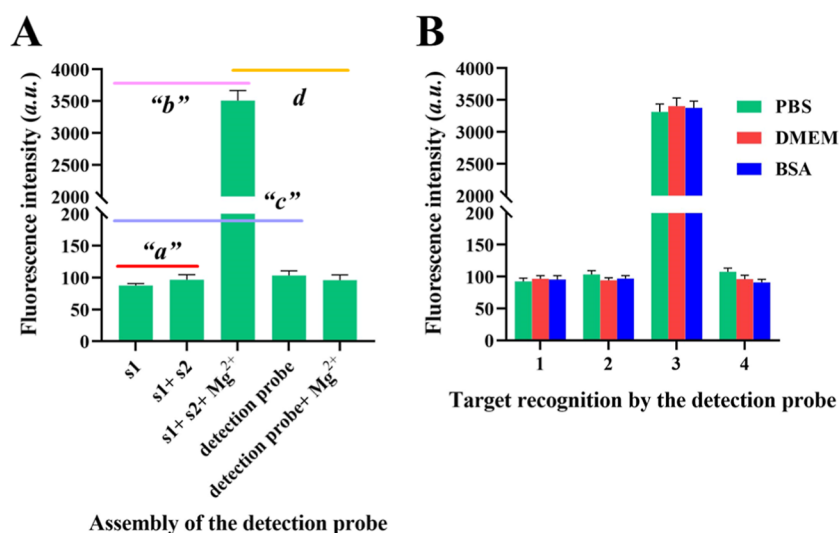 A
Fluorescence intensity (a.u.)
4000
3500
3000
2500
2000
200
150
100
50
0
“b”
d
“c”
“a”
s1
s1+ s2
s1+ s2+ Mg²⁺
detection probe
detection probe+ Mg²⁺
Assembly of the detection probe
B
Fluorescence intensity (a.u.)
4000
3500
3000
2500
2000
200
150
100
50
0
PBS
DMEM
BSA
1 2 3 4
Target recognition by the detection probe